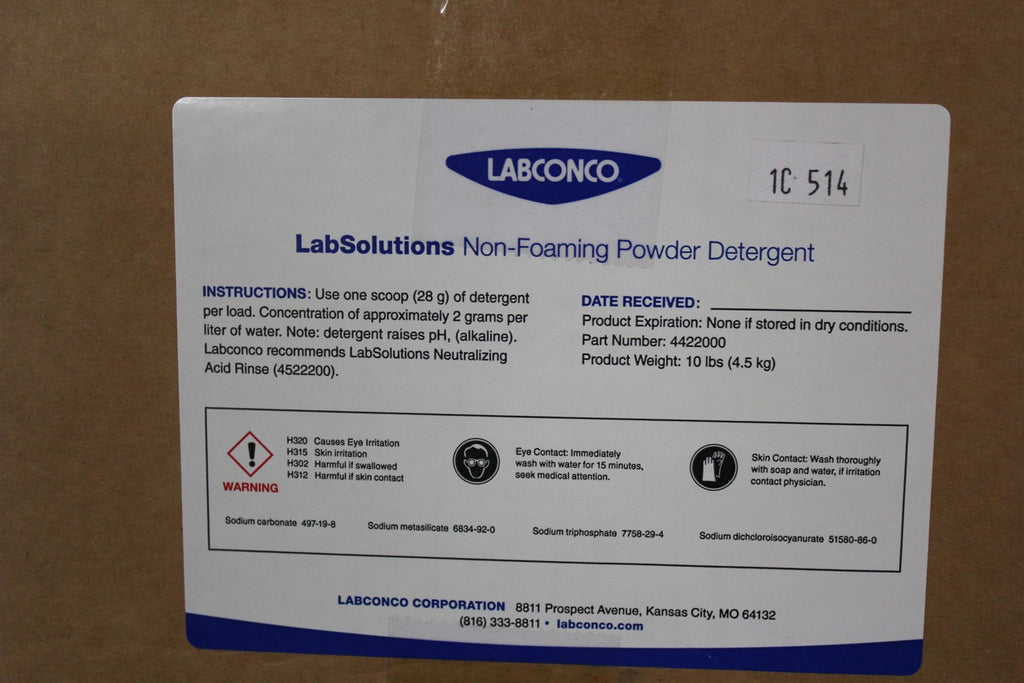 LABCONCO
1C 514
LabSolutions Non-Foaming Powder Detergent
INSTRUCTIONS: Use one scoop (28 g) of detergent
per load. Concentration of approximately 2 grams per
liter of water. Note: detergent raises pH, (alkaline).
Labconco recommends LabSolutions Neutralizing
Acid Rinse (4522200).
DATE RECEIVED:
Product Expiration: None if stored in dry conditions.
Part Number: 4422000
Product Weight: 10 lbs (4.5 kg)
WARNING
H320 Causes Eye Irritation
H315 Skin irritation
H302 Harmful if swallowed
H312 Harmful if skin contact
Eye Contact: Immediately
wash with water for 15 minutes,
seek medical attention.
Skin Contact: Wash thoroughly
with soap and water, if irritation
contact physician.
Sodium carbonate 497-19-8
Sodium metasilicate 6834-92-0
Sodium triphosphate 7758-29-4
Sodium dichcloroisocyanurate 51580-86-0
LABCONCO CORPORATION 8811 Prospect Avenue, Kansas City, MO 64132
(816) 333-8811 • labconco.com